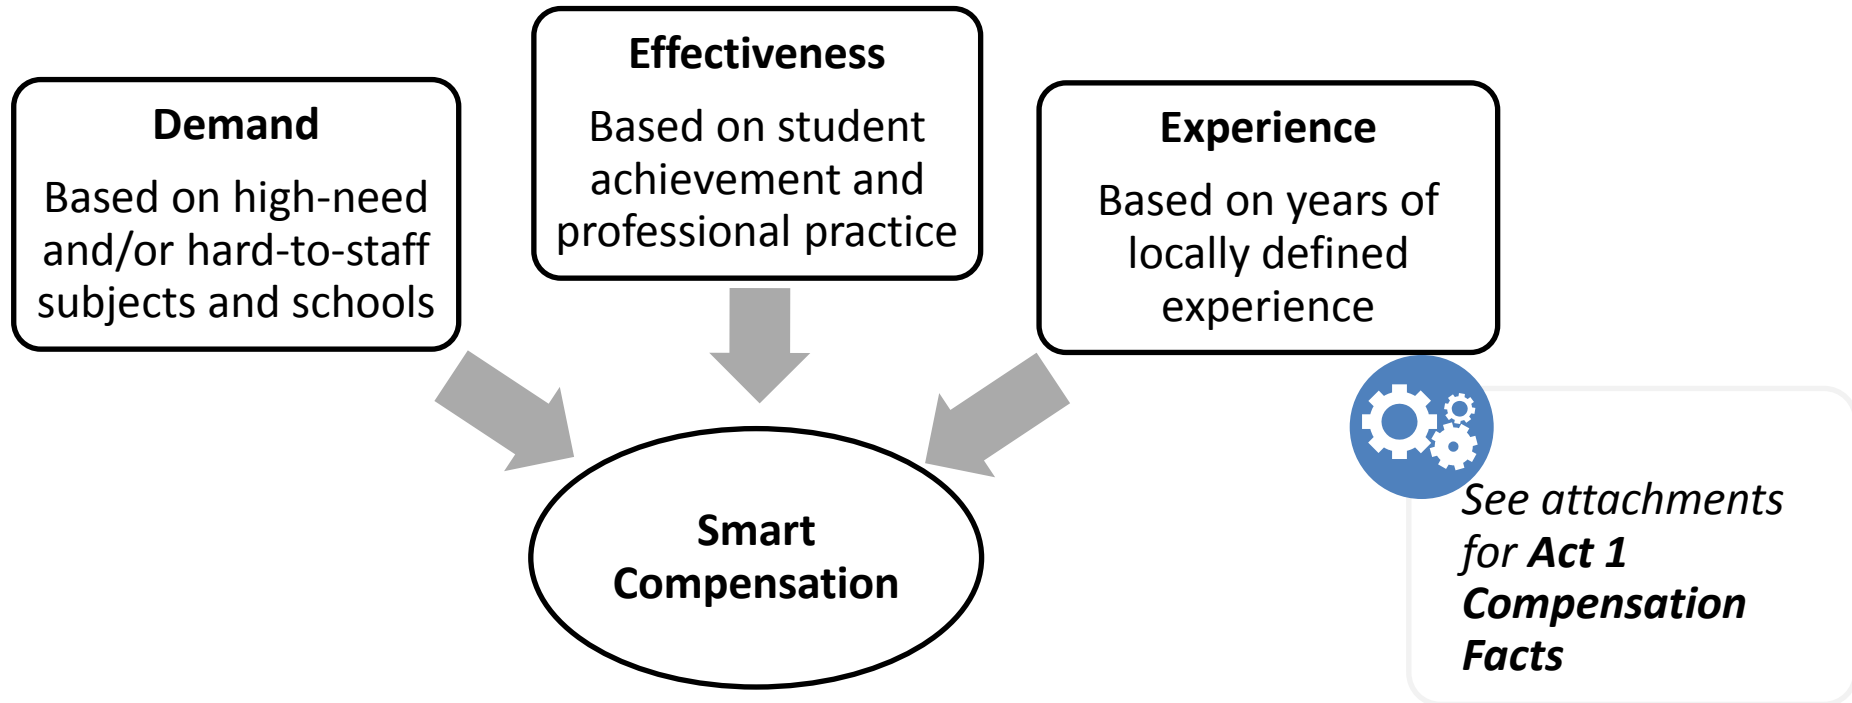 Demand
Based on high-need
and/or hard-to-staff
subjects and schools
Effectiveness
Based on student
achievement and
professional practice
Experience
Based on years of
locally defined
experience
Smart
Compensation
See attachments
for Act 1
Compensation
Facts